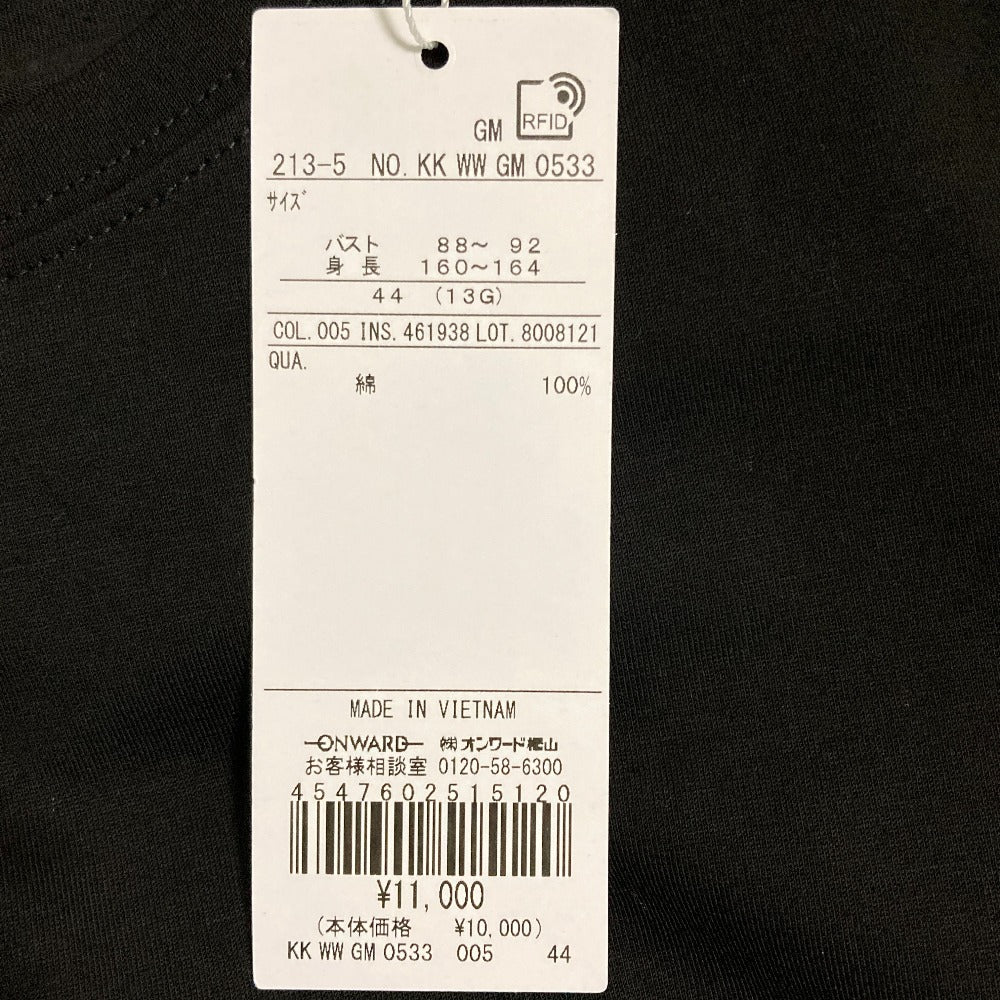 RFID
GM
213-5 NO. KK WW GM 0533
サイズ
バスト 88～ 92
身長 160～164
44 (13G)
COL. 005 INS. 461938 LOT. 8008121
QUA.
綿 100%
MADE IN VIETNAM
ONWARD ㈱オンワード樫山
お客様相談室 0120-58-6300
4547602515120
¥11,000
(本体価格 ¥10,000)
KK WW GM 0533 005 44